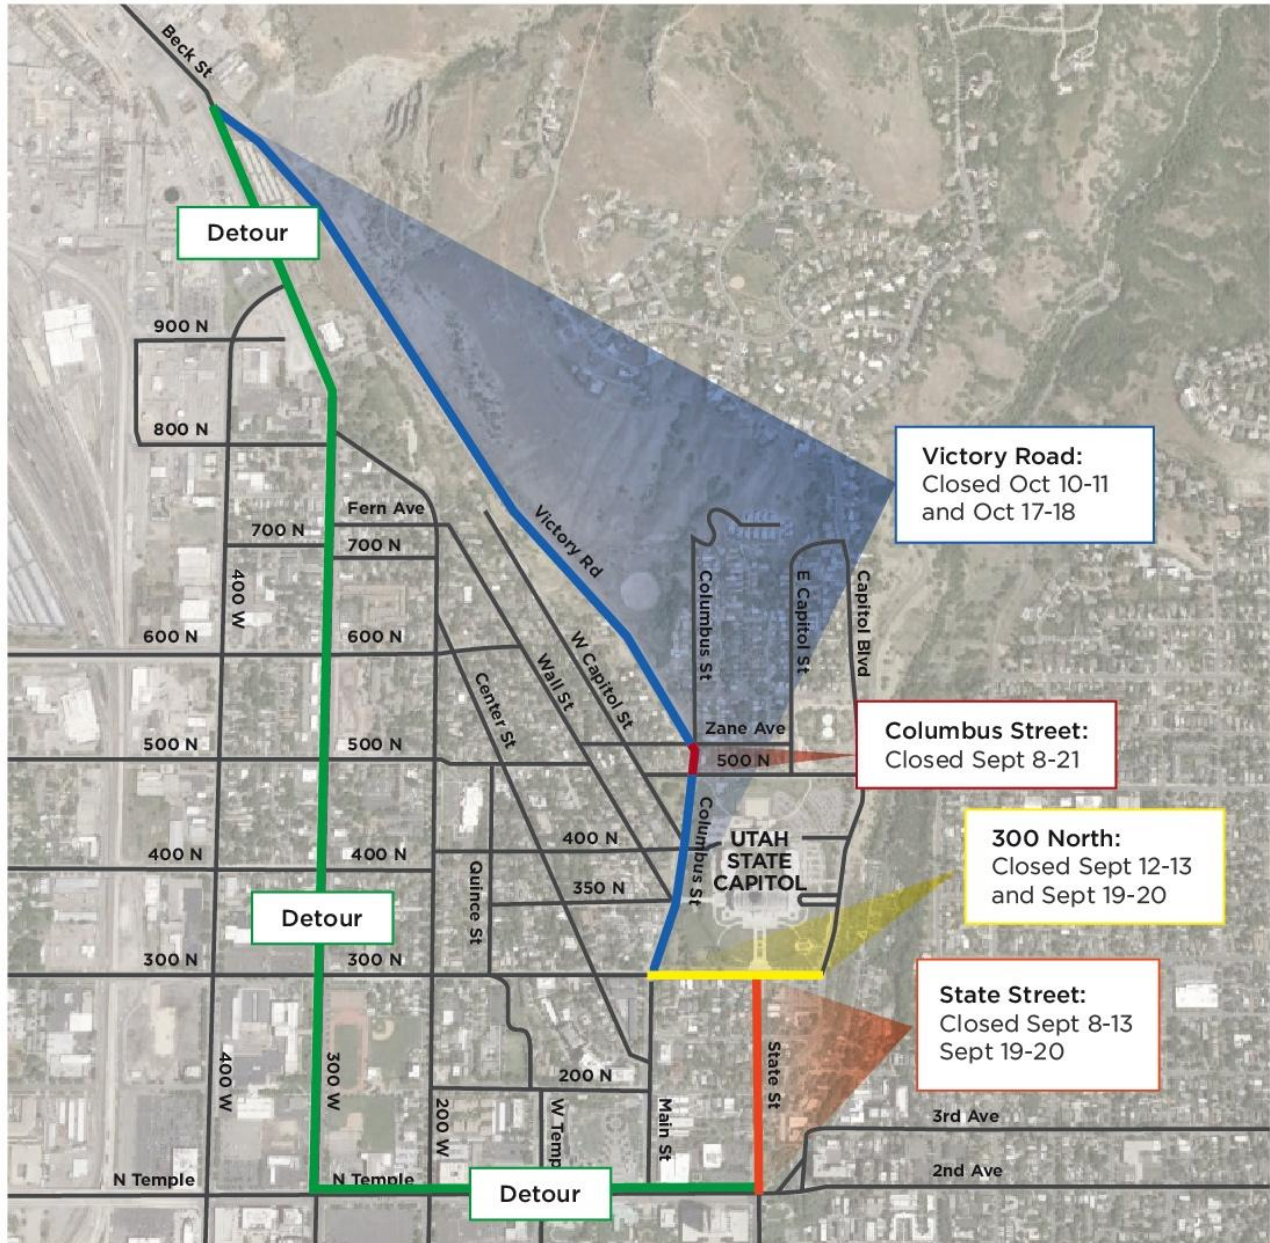 Beck St
Detour
900 N
800 N
Victory Road:
Closed Oct 10-11
and Oct 17-18
Fern Ave
700 N
700 N
Victory Rd
400 W
Columbus St
E Capitol St
Capitol Blvd
600 N
600 N
W Capitol St
Wall St
Center St
Zane Ave
500 N
500 N
500 N
Columbus Street:
Closed Sept 8-21
Columbus St
400 N
UTAH
STATE
CAPITOL
300 North:
Closed Sept 12-13
and Sept 19-20
400 N
400 N
Quince St
350 N
Detour
300 N
300 N
State Street:
Closed Sept 8-13
Sept 19-20
400 W
300 W
200 N
State St
200 W
W Temp
Main St
3rd Ave
N Temple
N Temple
2nd Ave
Detour